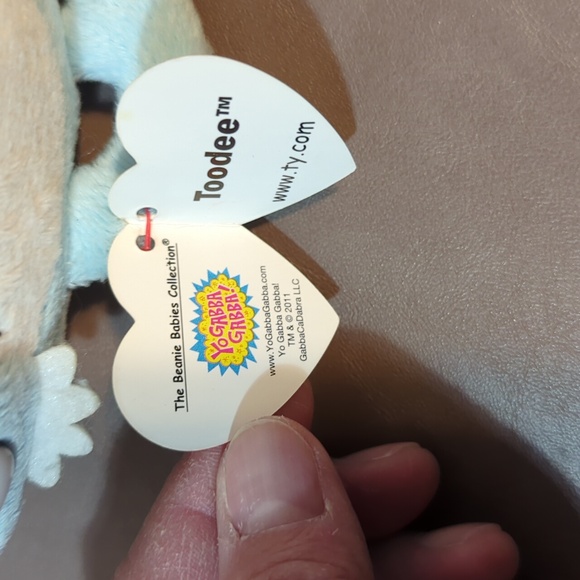 Toodee™
www.ty.com
The Beanie Babies Collection®
YO GABBA
GABBA!
www.YoGabbaGabba.com
Yo Gabba Gabba!
TM & © 2011
GabbaCaDabra LLC